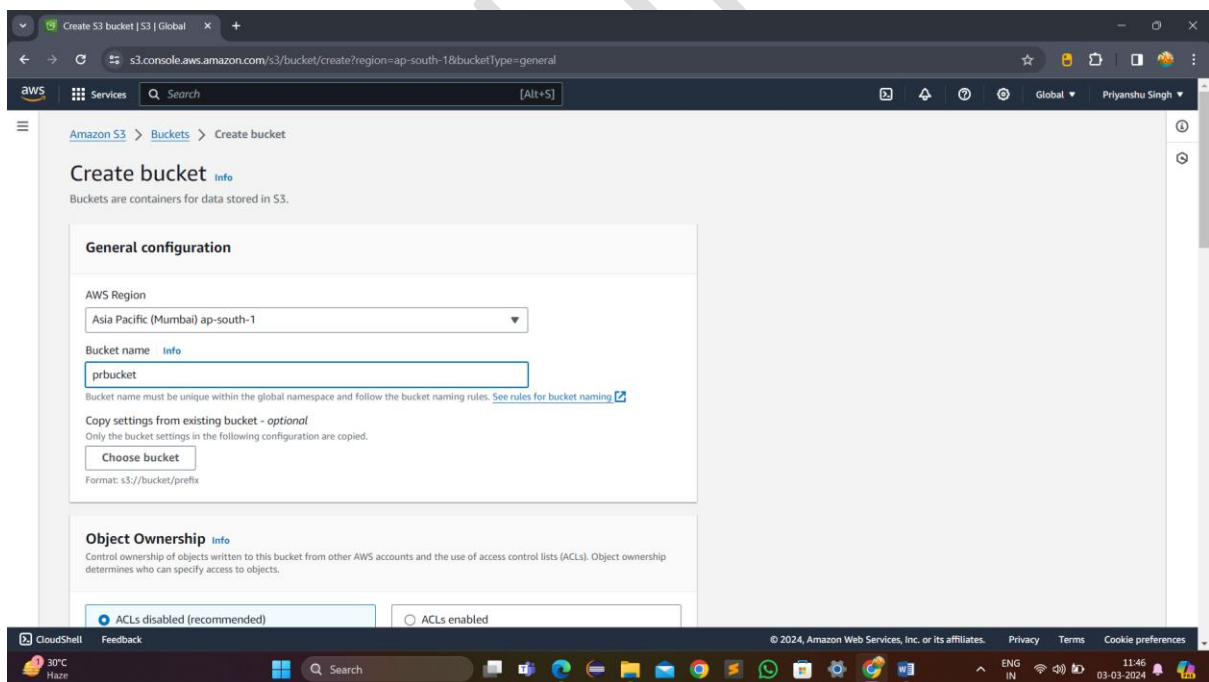 Create S3 bucket | S3 | Global
s3.console.aws.amazon.com/s3/bucket/create?region=ap-south-1&bucketType=general
aws Services Search [Alt+S] Global Priyanshu Singh
Amazon S3 > Buckets > Create bucket
Create bucket Info
Buckets are containers for data stored in S3.
General configuration
AWS Region
Asia Pacific (Mumbai) ap-south-1
Bucket name Info
prbucket
Bucket name must be unique within the global namespace and follow the bucket naming rules. See rules for bucket naming
Copy settings from existing bucket - optional
Only the bucket settings in the following configuration are copied.
Choose bucket
Format: s3://bucket/prefix
Object Ownership Info
Control ownership of objects written to this bucket from other AWS accounts and the use of access control lists (ACLs). Object ownership
determines who can specify access to objects.
ACLs disabled (recommended) ACLs enabled
CloudShell Feedback © 2024, Amazon Web Services, Inc. or its affiliates. Privacy Terms Cookie preferences
1 30°C Search ENG 11:46
Haze IN 03-03-2024